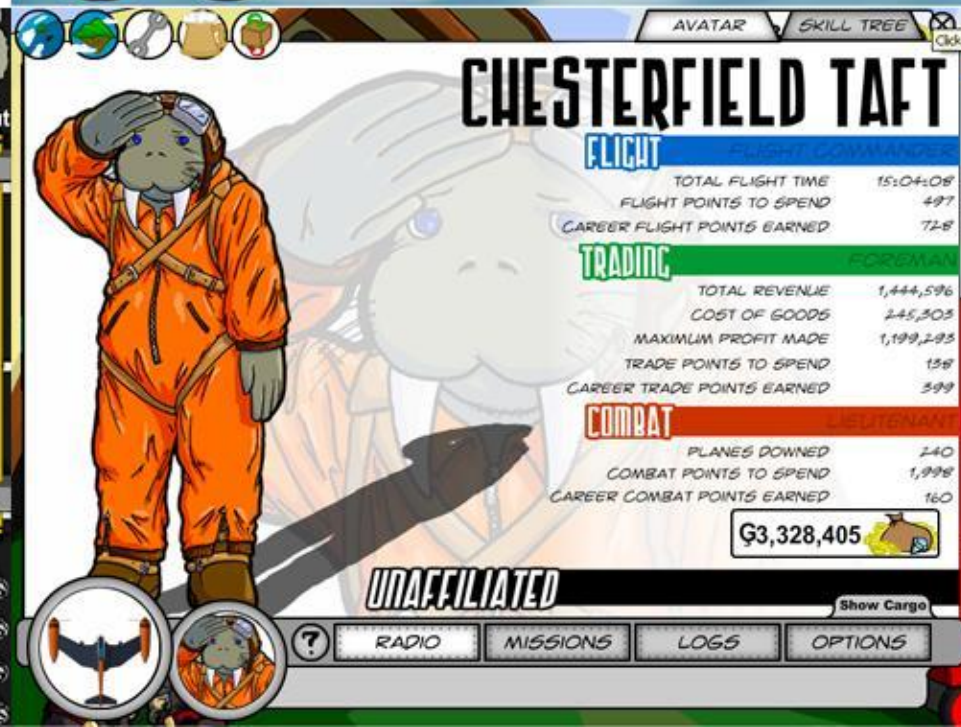 AVATAR
SKILL TREE
Click
CHESTERFIELD TAFT
FLIGHT
FLIGHT COMMANDER
TOTAL FLIGHT TIME 15:04:08
FLIGHT POINTS TO SPEND 497
CAREER FLIGHT POINTS EARNED 728
TRADING
FOREMAN
TOTAL REVENUE 1,444,596
COST OF GOODS 245,303
MAXIMUM PROFIT MADE 1,199,293
TRADE POINTS TO SPEND 138
CAREER TRADE POINTS EARNED 399
COMBAT
LIEUTENANT
PLANES DOWNED 240
COMBAT POINTS TO SPEND 1,998
CAREER COMBAT POINTS EARNED 160
₲3,328,405
UNAFFILIATED
Show Cargo
?
RADIO
MISSIONS
LOGS
OPTIONS